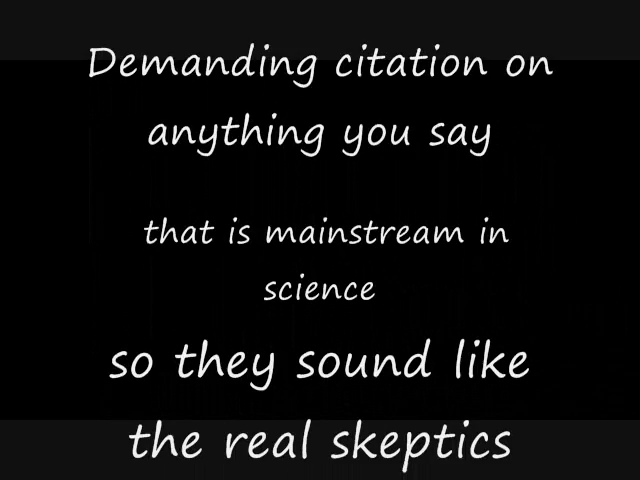 Demanding citation on
anything you say
that is mainstream in
science
so they sound like
the real skeptics